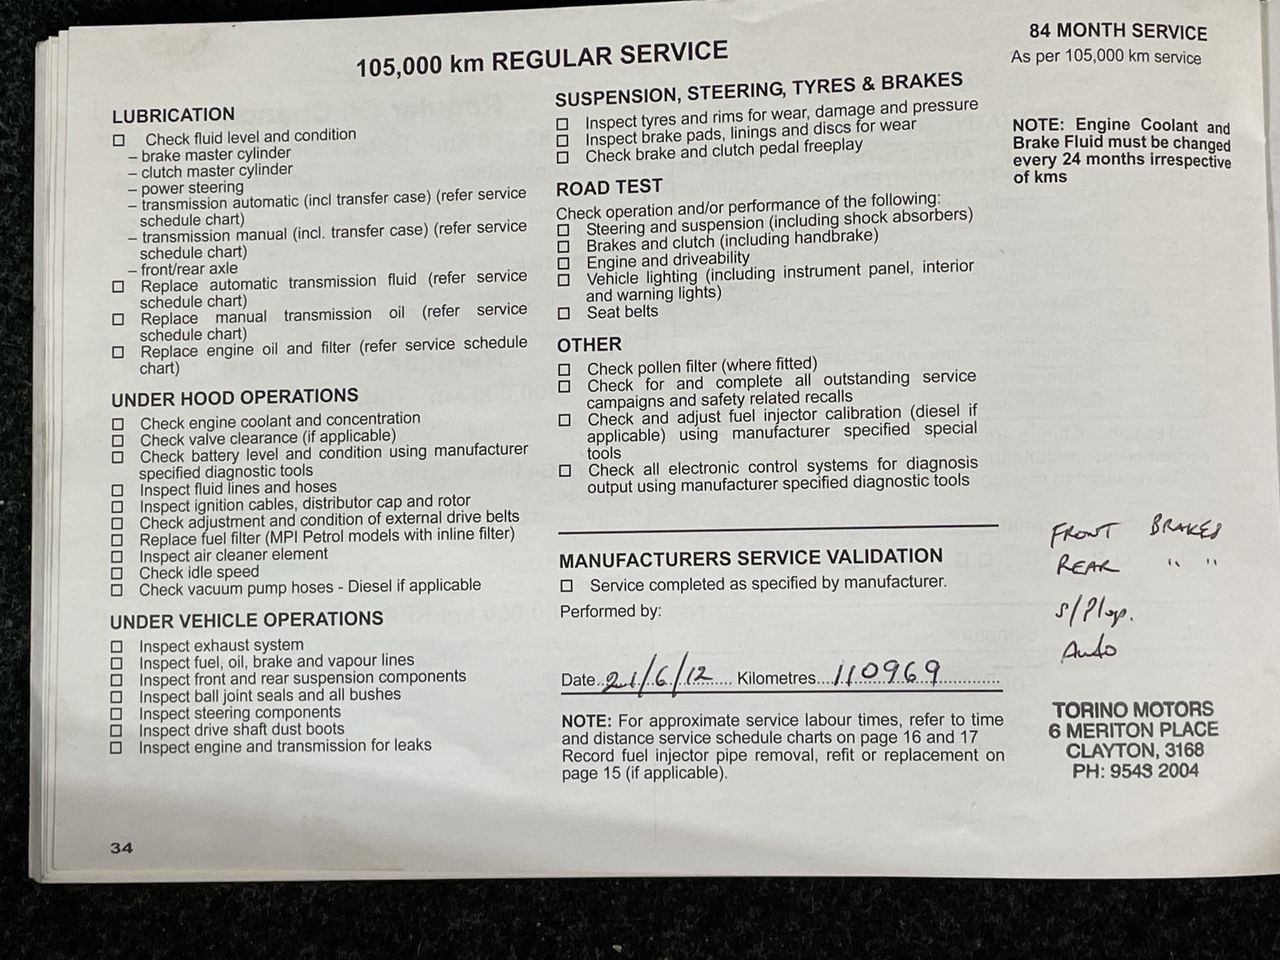 105,000 km REGULAR SERVICE
LUBRICATION
Check fluid level and condition
– brake master cylinder
– clutch master cylinder
– power steering
– transmission automatic (incl transfer case) (refer service
schedule chart)
– transmission manual (incl. transfer case) (refer service
schedule chart)
– front/rear axle
Replace automatic transmission fluid (refer service
schedule chart)
Replace manual transmission oil (refer service
schedule chart)
Replace engine oil and filter (refer service schedule
chart)
UNDER HOOD OPERATIONS
Check engine coolant and concentration
Check valve clearance (if applicable)
Check battery level and condition using manufacturer
specified diagnostic tools
Inspect fluid lines and hoses
Inspect ignition cables, distributor cap and rotor
Check adjustment and condition of external drive belts
Replace fuel filter (MPI Petrol models with inline filter)
Inspect air cleaner element
Check idle speed
Check vacuum pump hoses - Diesel if applicable
UNDER VEHICLE OPERATIONS
Inspect exhaust system
Inspect fuel, oil, brake and vapour lines
Inspect front and rear suspension components
Inspect ball joint seals and all bushes
Inspect steering components
Inspect drive shaft dust boots
Inspect engine and transmission for leaks
34
SUSPENSION, STEERING, TYRES & BRAKES
Inspect tyres and rims for wear, damage and pressure
Inspect brake pads, linings and discs for wear
Check brake and clutch pedal freeplay
ROAD TEST
Check operation and/or performance of the following:
Steering and suspension (including shock absorbers)
Brakes and clutch (including handbrake)
Engine and driveability
Vehicle lighting (including instrument panel, interior
and warning lights)
Seat belts
OTHER
Check pollen filter (where fitted)
Check for and complete all outstanding service
campaigns and safety related recalls
Check and adjust fuel injector calibration (diesel if
applicable) using manufacturer specified special
tools
Check all electronic control systems for diagnosis
output using manufacturer specified diagnostic tools
MANUFACTURERS SERVICE VALIDATION
Service completed as specified by manufacturer.
Performed by:
Date..21/6/12.... Kilometres....110969.............
NOTE: For approximate service labour times, refer to time
and distance service schedule charts on page 16 and 17
Record fuel injector pipe removal, refit or replacement on
page 15 (if applicable).
84 MONTH SERVICE
As per 105,000 km service
NOTE: Engine Coolant and
Brake Fluid must be changed
every 24 months irrespective
of kms
FRONT BRAKES
REAR " "
Auto
TORINO MOTORS
6 MERITON PLACE
CLAYTON, 3168
PH: 9543 2004